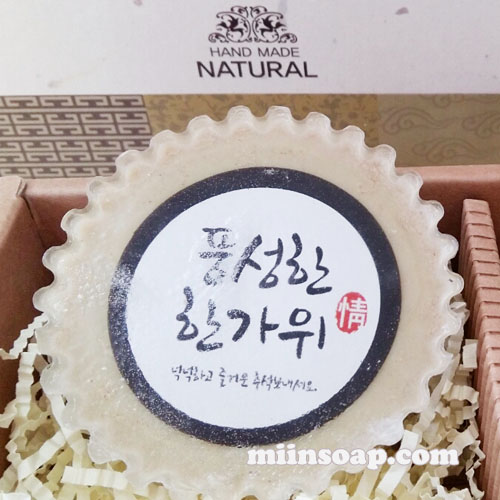 HAND MADE
NATURAL
풍성한
한가위
情
넉넉하고 즐거운 추석보내세요.
miinsoap.com